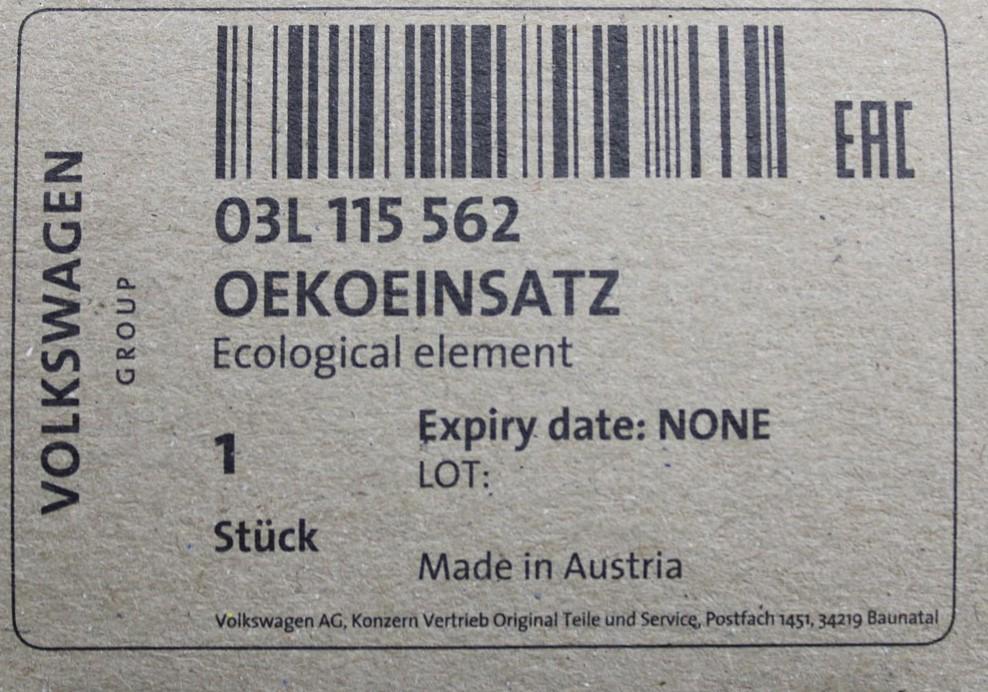 VOLKSWAGEN
GROUP
EAC
03L 115 562
OEKOEINSATZ
Ecological element
1
Expiry date: NONE
LOT:
Stück
Made in Austria
Volkswagen AG, Konzern Vertrieb Original Teile und Service, Postfach 1451, 34219 Baunatal